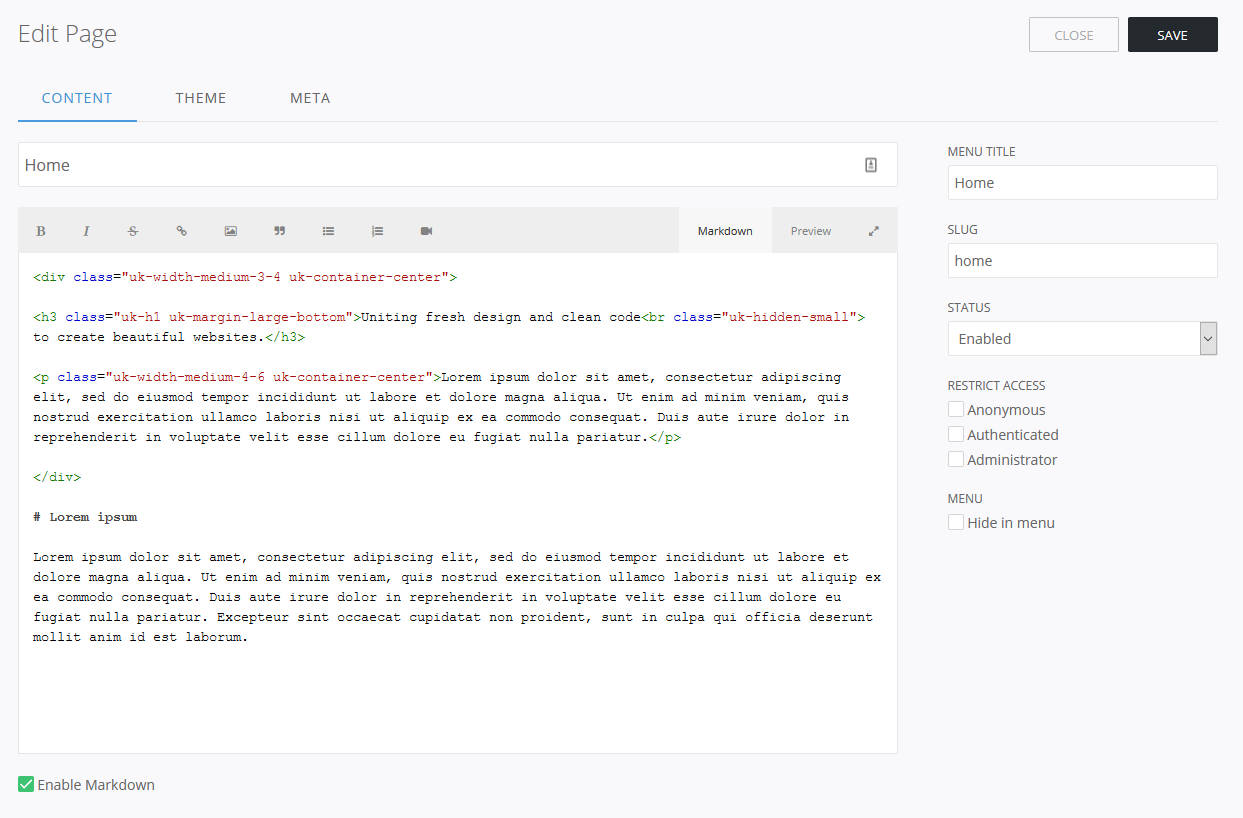 Edit Page
CLOSE
SAVE
CONTENT
THEME
META
Home
B I S
Markdown
Preview
<div class="uk-width-medium-3-4 uk-container-center">
<h3 class="uk-h1 uk-margin-large-bottom">Uniting fresh design and clean code<br class="uk-hidden-small">
to create beautiful websites.</h3>
<p class="uk-width-medium-4-6 uk-container-center">Lorem ipsum dolor sit amet, consectetur adipiscing
elit, sed do eiusmod tempor incididunt ut labore et dolore magna aliqua. Ut enim ad minim veniam, quis
nostrud exercitation ullamco laboris nisi ut aliquip ex ea commodo consequat. Duis aute irure dolor in
reprehenderit in voluptate velit esse cillum dolore eu fugiat nulla pariatur.</p>
</div>
# Lorem ipsum
Lorem ipsum dolor sit amet, consectetur adipiscing elit, sed do eiusmod tempor incididunt ut labore et
dolore magna aliqua. Ut enim ad minim veniam, quis nostrud exercitation ullamco laboris nisi ut aliquip ex
ea commodo consequat. Duis aute irure dolor in reprehenderit in voluptate velit esse cillum dolore eu
fugiat nulla pariatur. Excepteur sint occaecat cupidatat non proident, sunt in culpa qui officia deserunt
mollit anim id est laborum.
Enable Markdown
MENU TITLE
Home
SLUG
home
STATUS
Enabled
RESTRICT ACCESS
Anonymous
Authenticated
Administrator
MENU
Hide in menu